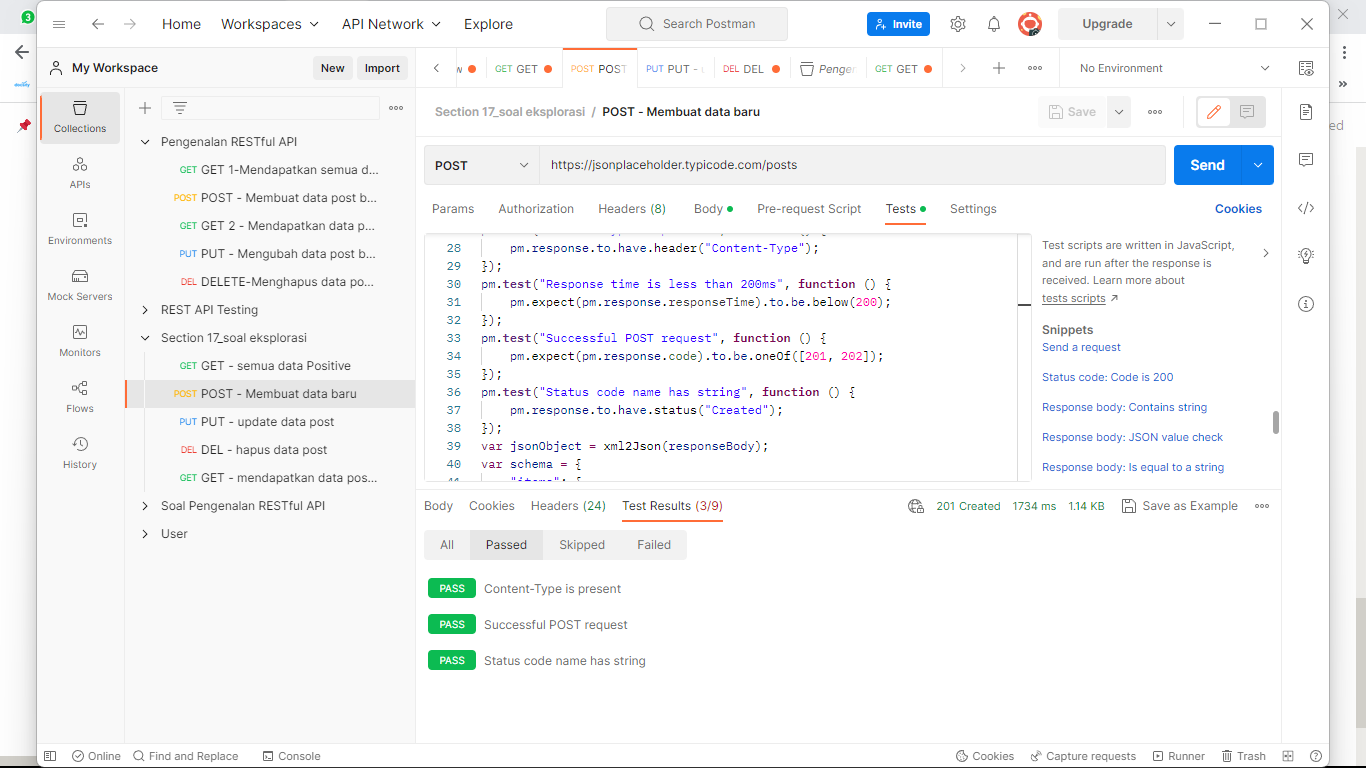 3
Home
Workspaces
API Network
Explore
Search Postman
Invite
Upgrade
My Workspace
New
Import
GET GET
POST POST
PUT PUT -
DEL DEL
Penger
GET GET
No Environment
Collections
APIs
Environments
Mock Servers
Monitors
Flows
History
Pengenalan RESTful API
GET GET 1-Mendapatkan semua d...
POST POST - Membuat data post b...
GET GET 2 - Mendapatkan data p...
PUT PUT - Mengubah data post b...
DEL DELETE-Menghapus data po...
REST API Testing
Section 17_soal eksplorasi
GET GET - semua data Positive
POST POST - Membuat data baru
PUT PUT - update data post
DEL DEL - hapus data post
GET GET - mendapatkan data pos...
Soal Pengenalan RESTful API
User
Section 17_soal eksplorasi / POST - Membuat data baru
Save
POST
https://jsonplaceholder.typicode.com/posts
Send
Params
Authorization
Headers (8)
Body
Pre-request Script
Tests
Settings
Cookies
28 pm.response.to.have.header("Content-Type");
29 });
30 pm.test("Response time is less than 200ms", function () {
31 pm.expect(pm.response.responseTime).to.be.below(200);
32 });
33 pm.test("Successful POST request", function () {
34 pm.expect(pm.response.code).to.be.oneOf([201, 202]);
35 });
36 pm.test("Status code name has string", function () {
37 pm.response.to.have.status("Created");
38 });
39 var jsonObject = xml2Json(responseBody);
40 var schema = {
Test scripts are written in JavaScript,
and are run after the response is
received. Learn more about
tests scripts ↗
Snippets
Send a request
Status code: Code is 200
Response body: Contains string
Response body: JSON value check
Response body: Is equal to a string
Body
Cookies
Headers (24)
Test Results (3/9)
201 Created
1734 ms
1.14 KB
Save as Example
All
Passed
Skipped
Failed
PASS Content-Type is present
PASS Successful POST request
PASS Status code name has string
Online
Find and Replace
Console
Cookies
Capture requests
Runner
Trash